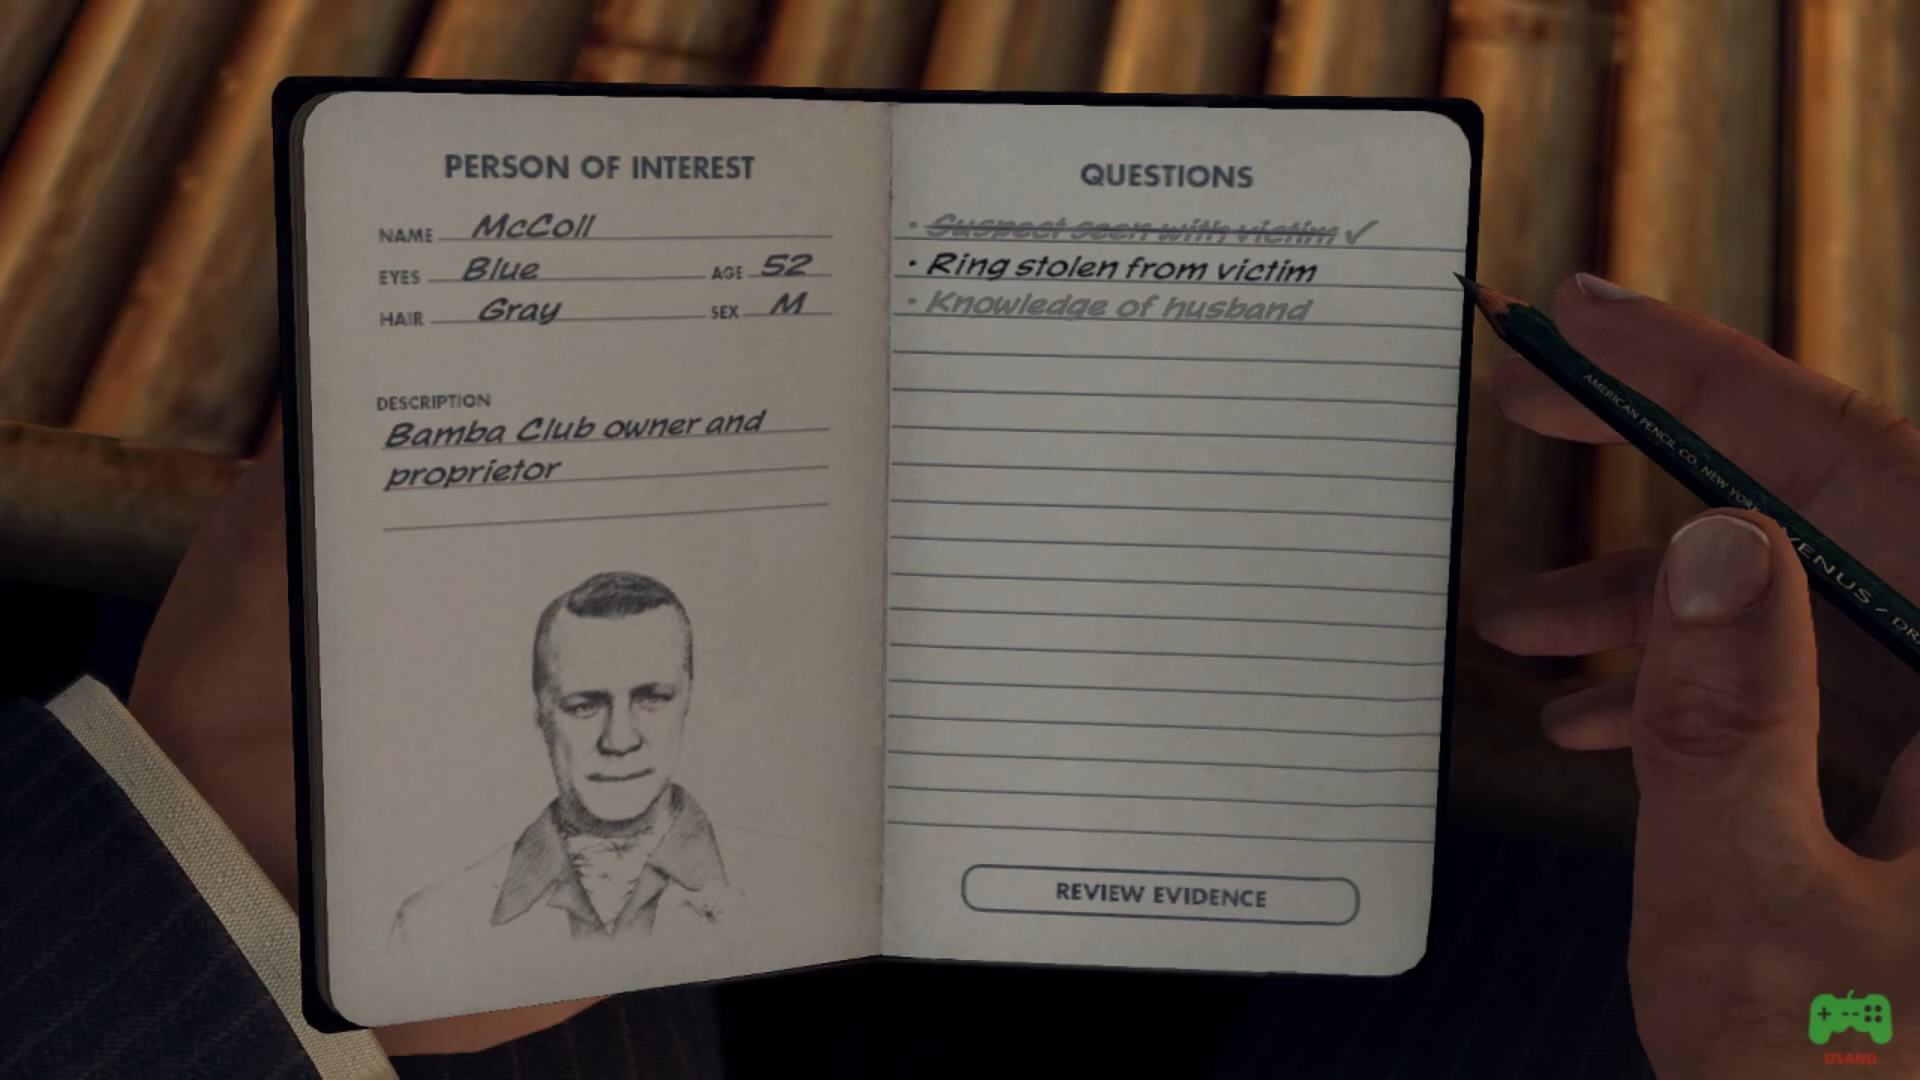 PERSON OF INTEREST
NAME McColl
EYES Blue AGE 52
HAIR Gray SEX M
DESCRIPTION
Bamba Club owner and
proprietor
QUESTIONS
· Suspect seen with victim ✓
· Ring stolen from victim
· Knowledge of husband
REVIEW EVIDENCE
AMERICAN PENCIL CO. NEW YORK
VENUS / DR
OSAND